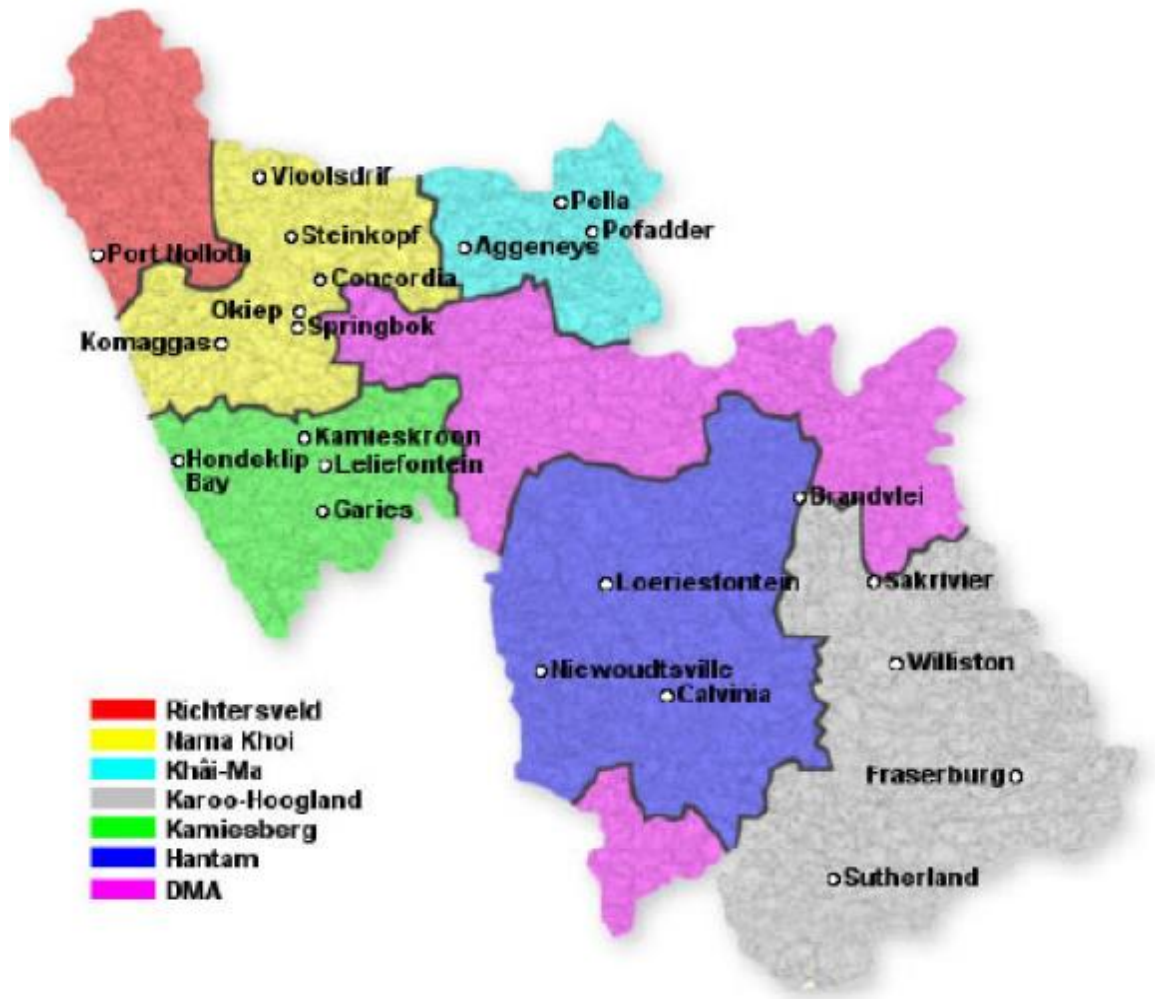 Vioolsdrif
Pella
Steinkopf
Pofadder
Port Nolloth
Aggeneys
Concordia
Okiep
Springbok
Komaggas
Kamieskroon
Hondeklip
Bay
Leliefontein
Garies
Brandvlei
Loeriesfontein
Sakrivier
Niewoudtsville
Williston
Calvinia
Fraserburg
Sutherland
Richtersveld
Nama Khoi
Khâi-Ma
Karoo-Hoogland
Kamiesberg
Hantam
DMA